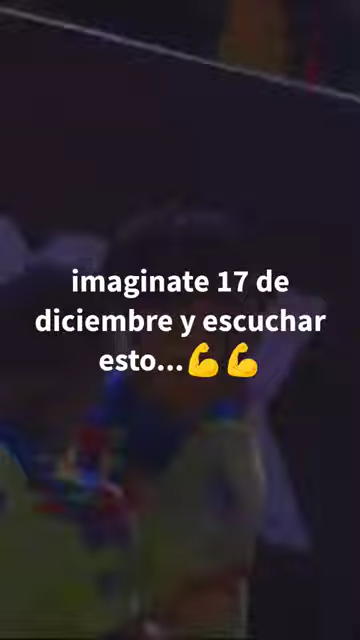 imaginate 17 de
diciembre y escuchar
esto...💪💪